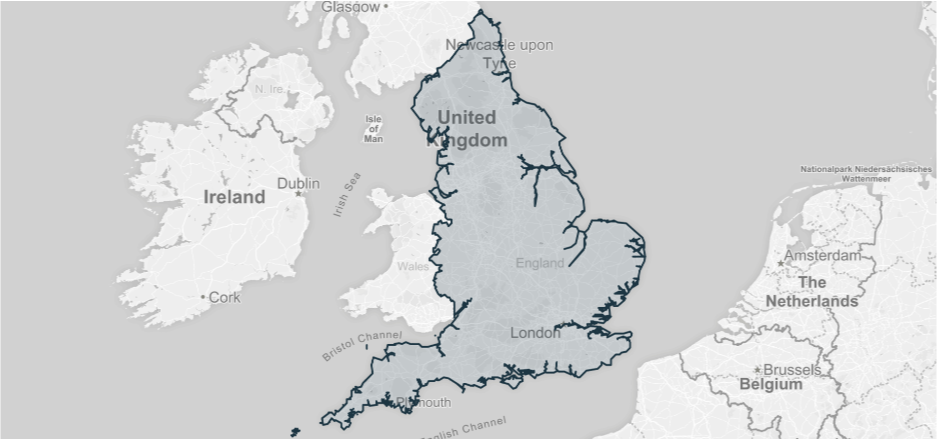 Glasgow
Newcastle upon
Tyne
N. Ire.
Isle
of
Man
United
Kingdom
Nationalpark Niedersächsisches
Wattenmeer
Dublin
Ireland
Irish Sea
Amsterdam
England
Wales
The
Netherlands
Cork
London
Bristol Channel
Brussels
Belgium
Plymouth
English Channel